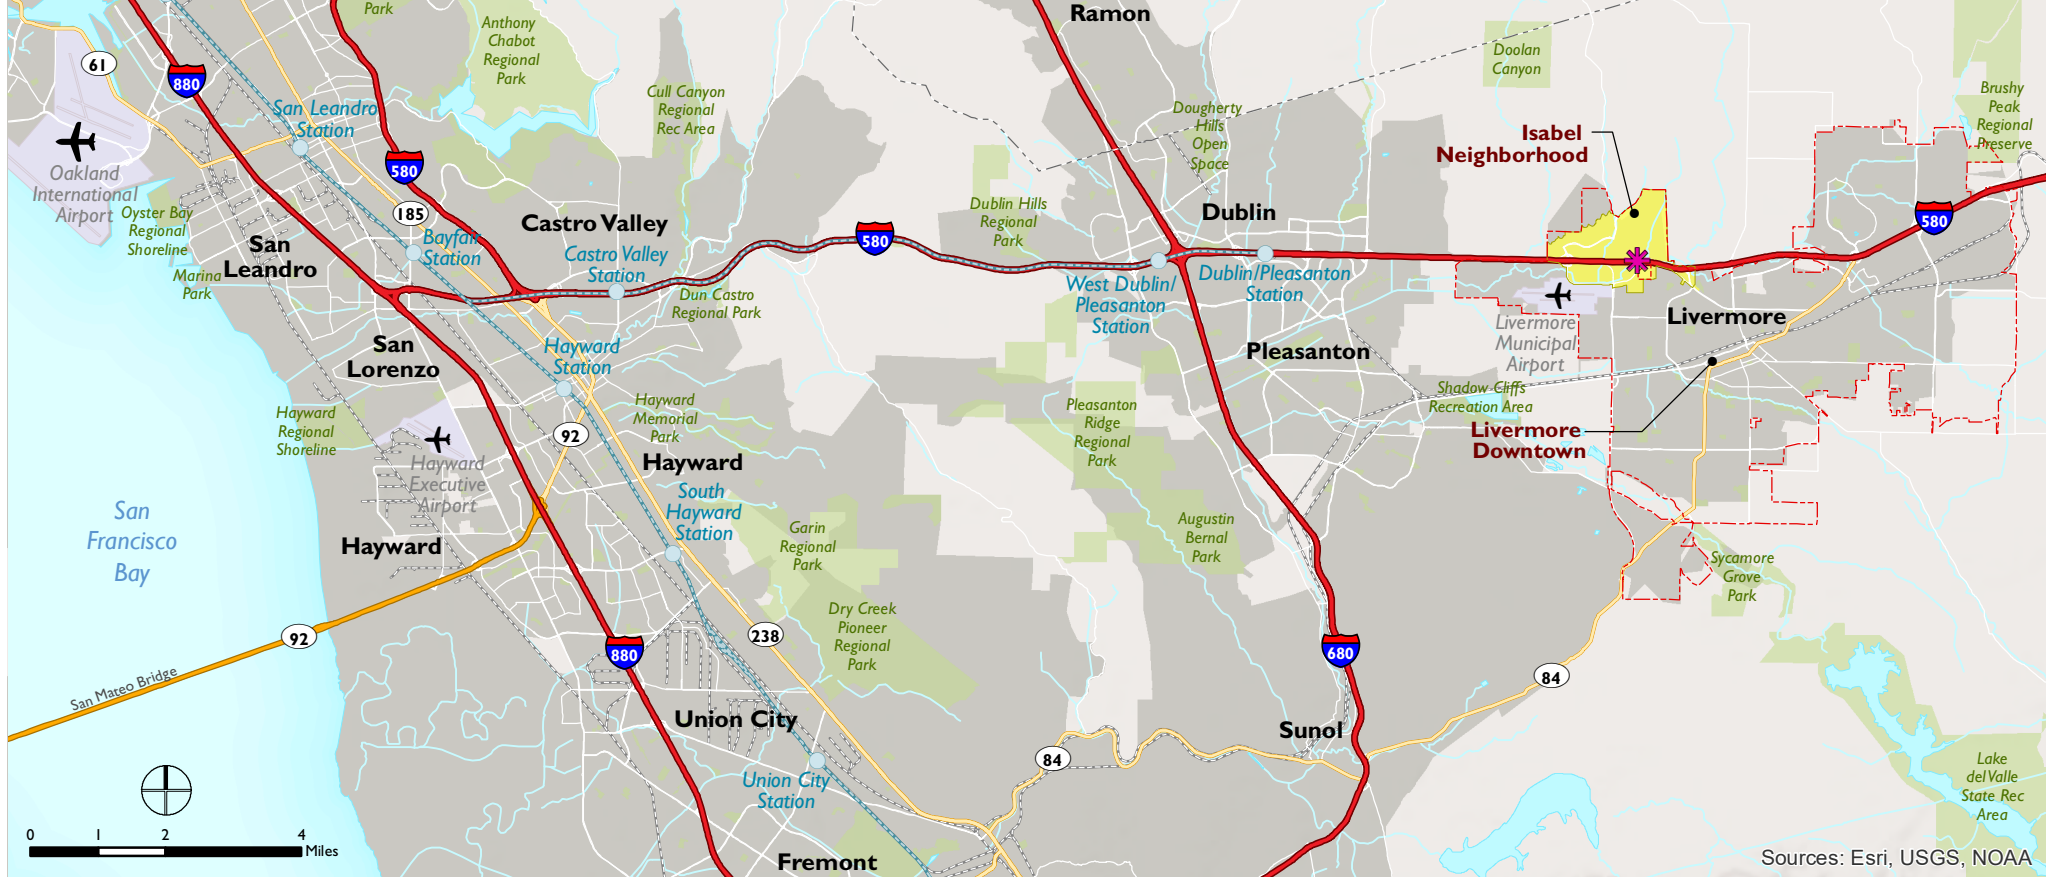 Park
Anthony
Chabot
Regional
Park
Ramon
Doolan
Canyon
61
880
San Leandro
Station
Cull Canyon
Regional
Rec Area
Dougherty
Hills
Open
Space
Isabel
Neighborhood
Brushy
Peak
Regional
Preserve
Oakland
International
Airport
580
185
Oyster Bay
Regional
Shoreline
Bayfair
Station
Castro Valley
Castro Valley
Station
580
Dublin Hills
Regional
Park
Dublin
580
San
Leandro
Marina
Park
Dun Castro
Regional Park
West Dublin/
Pleasanton
Station
Dublin/Pleasanton
Station
Livermore
Municipal
Airport
Livermore
San
Lorenzo
Hayward
Station
Pleasanton
Shadow Cliffs
Recreation Area
Hayward
Regional
Shoreline
Hayward
Memorial
Park
Pleasanton
Ridge
Regional
Park
Livermore
Downtown
92
Hayward
Executive
Airport
Hayward
South
Hayward
Station
San
Francisco
Bay
Hayward
Garin
Regional
Park
Augustin
Bernal
Park
Sycamore
Grove
Park
92
238
Dry Creek
Pioneer
Regional
Park
880
680
84
San Mateo Bridge
Union City
Sunol
84
Union City
Station
Lake
del Valle
State Rec
Area
0 1 2 4
Miles
Fremont
Sources: Esri, USGS, NOAA